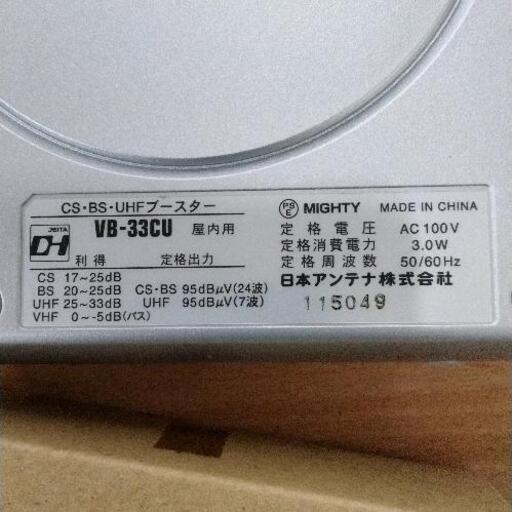 CS・BS・UHFブースター
JEITA
DH
VB-33CU 屋内用
利得 定格出力
CS 17~25dB
BS 20~25dB CS・BS 95dBμV(24波)
UHF 25~33dB UHF 95dBμV(7波)
VHF 0~-5dB(パス)
PS
E
MIGHTY MADE IN CHINA
定格電圧 AC100V
定格消費電力 3.0W
定格周波数 50/60Hz
日本アンテナ株式会社
115049